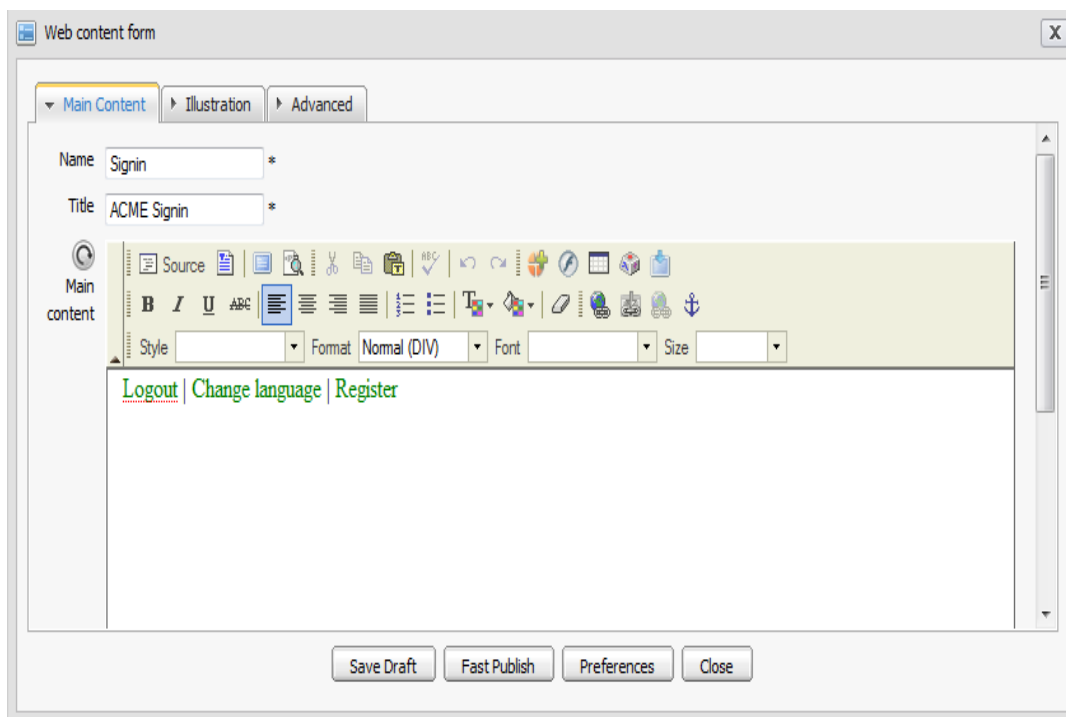 Web content form X
Main Content Illustration Advanced
Name Signin *
Title ACME Signin *
Main content
Source
B I U ABC
Style Format Normal (DIV) Font Size
Logout | Change language | Register
Save Draft Fast Publish Preferences Close